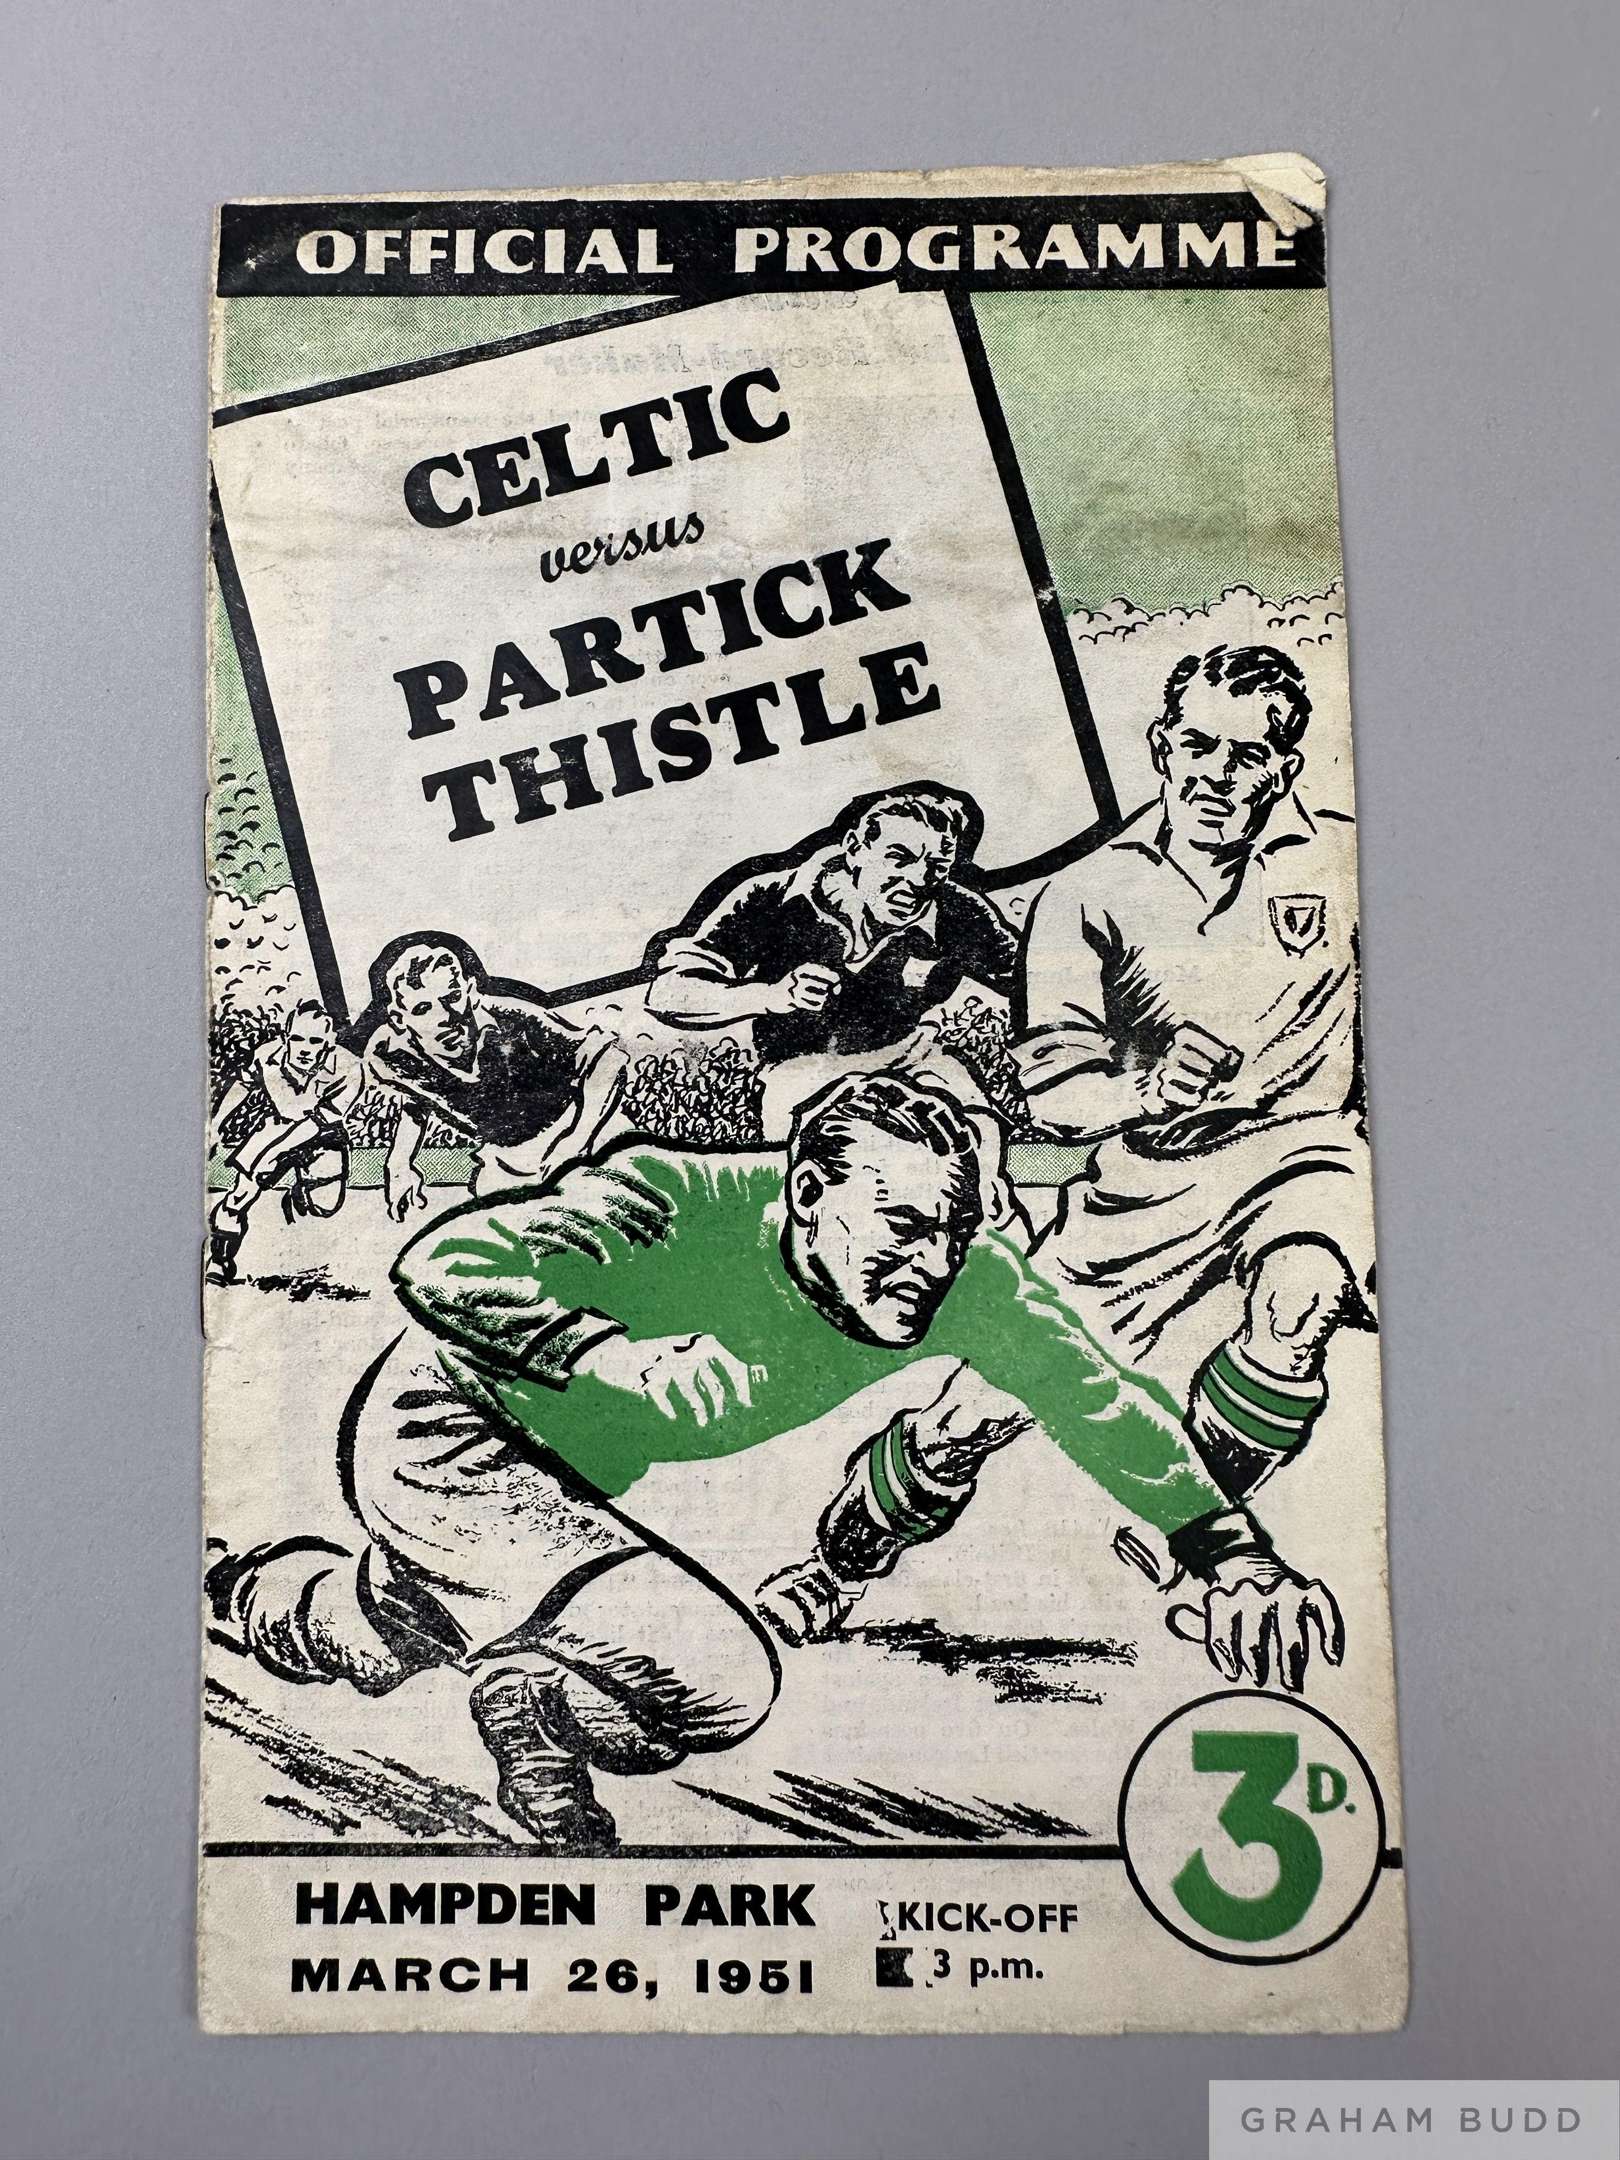 OFFICIAL PROGRAMME
CELTIC
versus
PARTICK
THISTLE
3D.
HAMPDEN PARK
MARCH 26, 1951
KICK-OFF
3 p.m.
GRAHAM BUDD